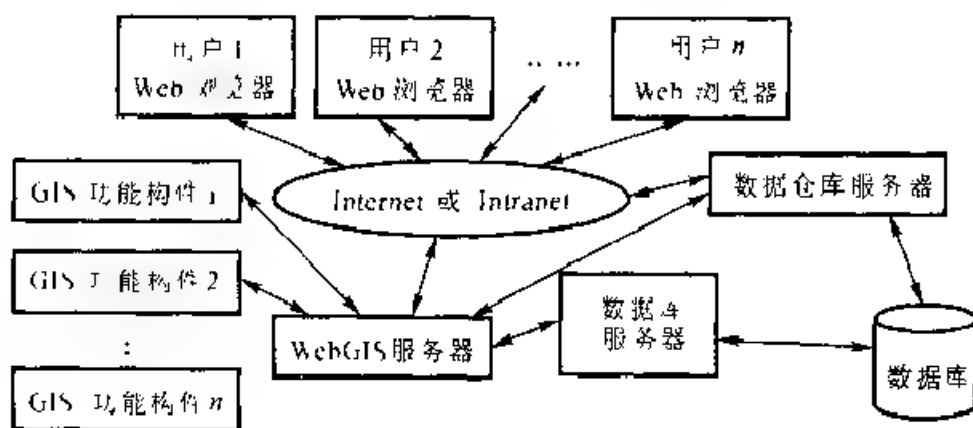 用户1
Web 浏览器
用户2
Web 浏览器
……
用户n
Web 浏览器
GIS 功能构件1
Internet 或 Intranet
数据仓库服务器
GIS 功能构件2
数据库
服务器
WebGIS服务器
:
数据库
GIS 功能构件n